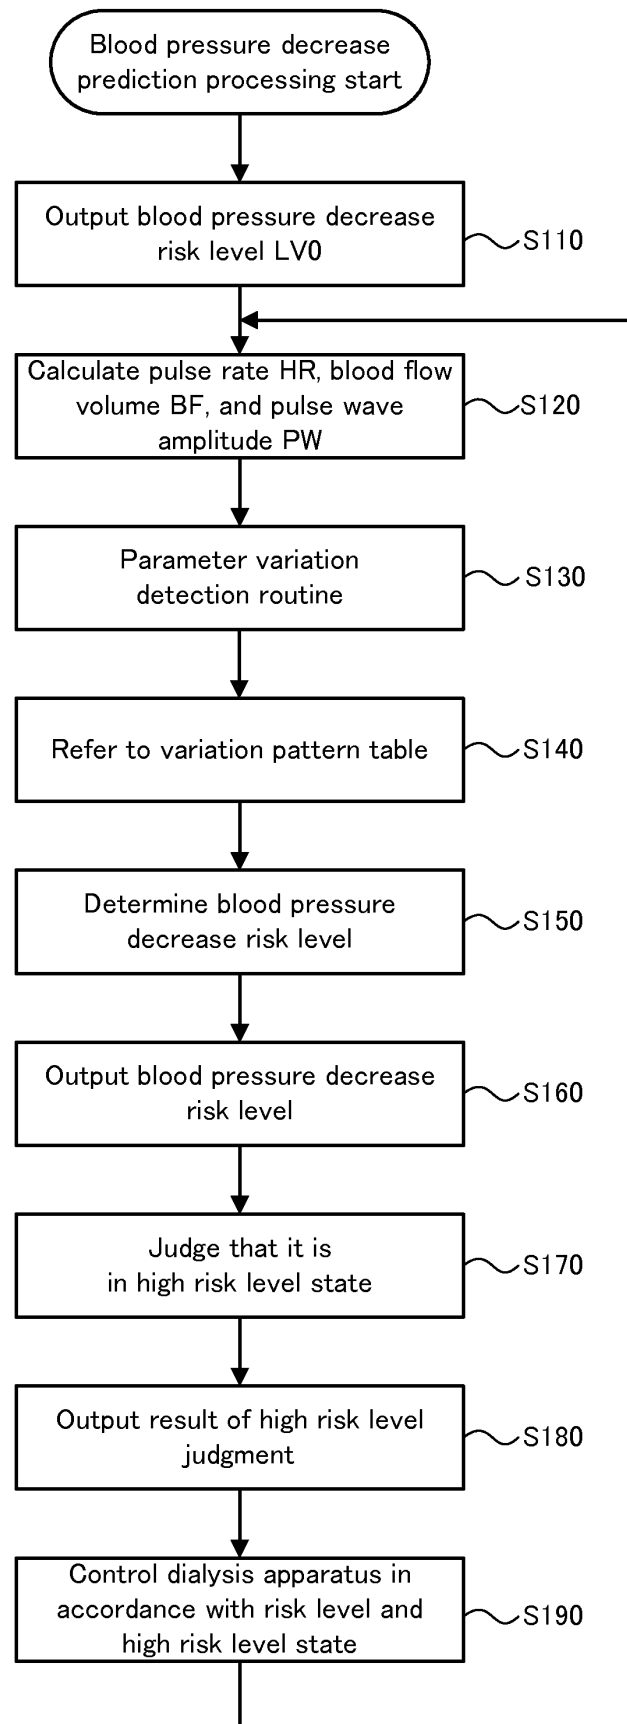 Blood pressure decrease
prediction processing start
Output blood pressure decrease
risk level LV0
S110
Calculate pulse rate HR, blood flow
volume BF, and pulse wave
amplitude PW
S120
Parameter variation
detection routine
S130
Refer to variation pattern table
S140
Determine blood pressure
decrease risk level
S150
Output blood pressure decrease
risk level
S160
Judge that it is
in high risk level state
S170
Output result of high risk level
judgment
S180
Control dialysis apparatus in
accordance with risk level and
high risk level state
S190